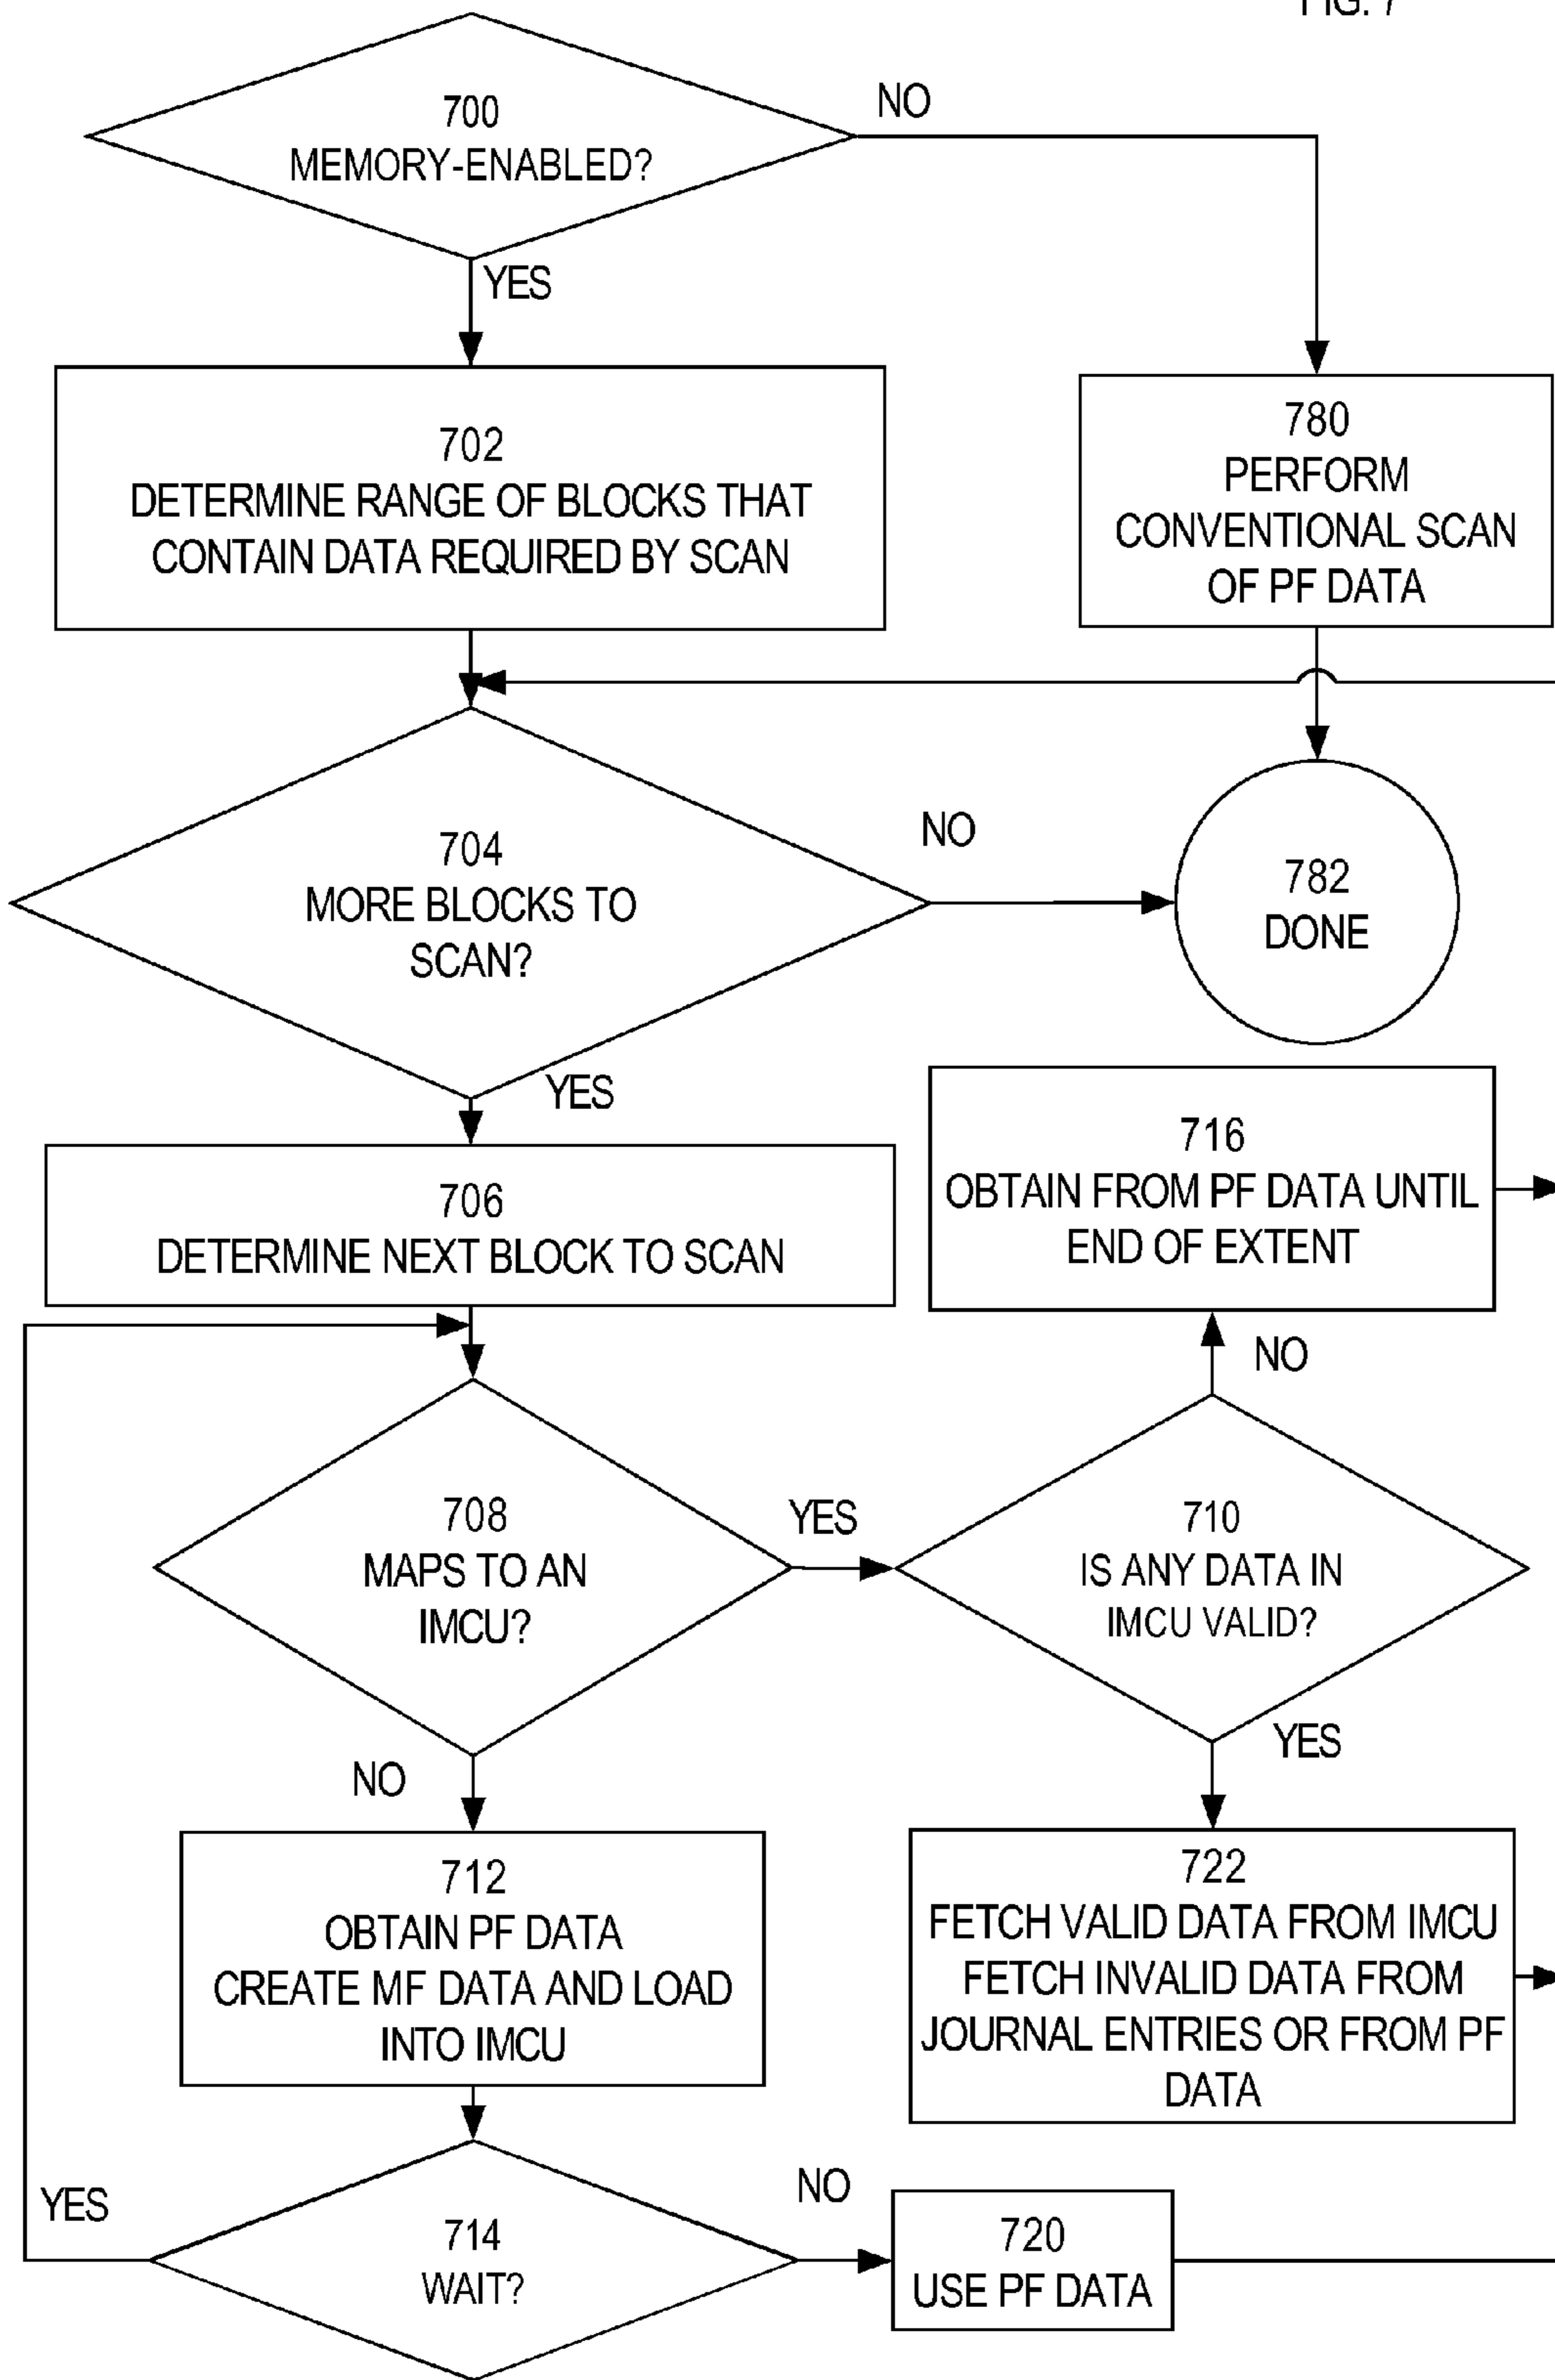 FIG. 7
700
MEMORY-ENABLED?
NO
YES
702
DETERMINE RANGE OF BLOCKS THAT
CONTAIN DATA REQUIRED BY SCAN
780
PERFORM
CONVENTIONAL SCAN
OF PF DATA
704
MORE BLOCKS TO
SCAN?
NO
782
DONE
YES
706
DETERMINE NEXT BLOCK TO SCAN
716
OBTAIN FROM PF DATA UNTIL
END OF EXTENT
NO
708
MAPS TO AN
IMCU?
YES
710
IS ANY DATA IN
IMCU VALID?
YES
NO
712
OBTAIN PF DATA
CREATE MF DATA AND LOAD
INTO IMCU
722
FETCH VALID DATA FROM IMCU
FETCH INVALID DATA FROM
JOURNAL ENTRIES OR FROM PF
DATA
YES
714
WAIT?
NO
720
USE PF DATA